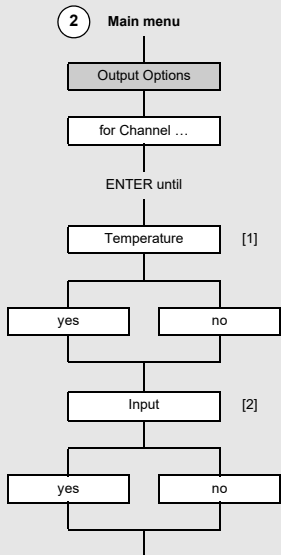 2 Main menu
Output Options
for Channel …
ENTER until
Temperature [1]
yes no
Input [2]
yes no